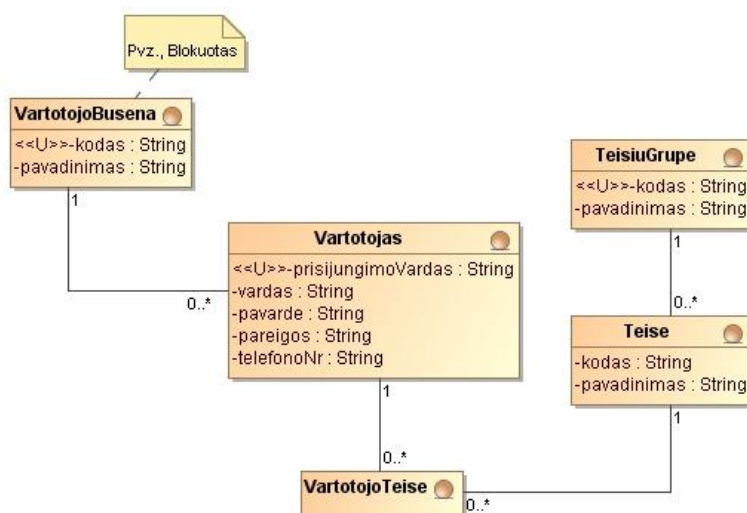 Pvz., Blokuotas
VartotojoBusena
<<U>>-kodas : String
-pavadinimas : String
1
0..*
TeisiuGrupe
<<U>>-kodas : String
-pavadinimas : String
1
0..*
Vartotojas
<<U>>-prisijungimoVardas : String
-vardas : String
-pavarde : String
-pareigos : String
-telefonoNr : String
1
0..*
Teise
-kodas : String
-pavadinimas : String
1
0..*
VartotojoTeise